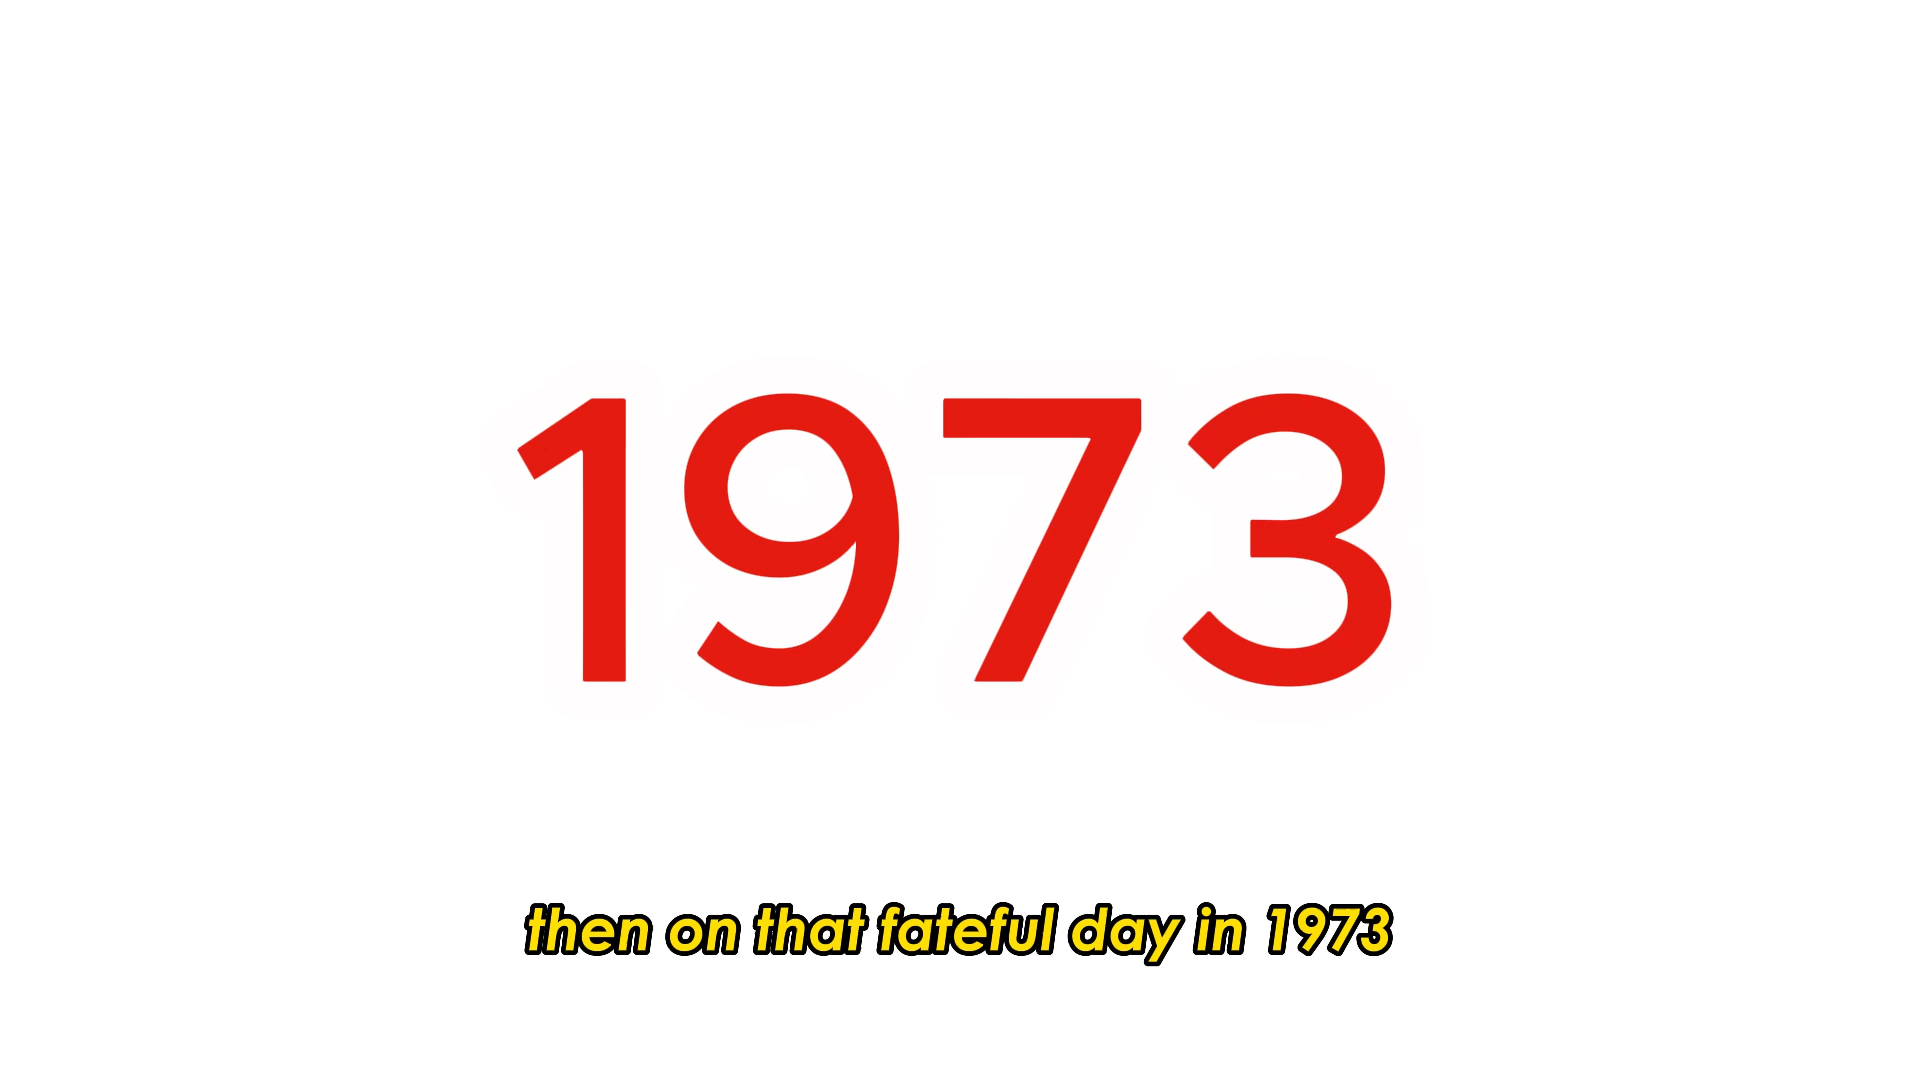 1973
then on that fateful day in 1973